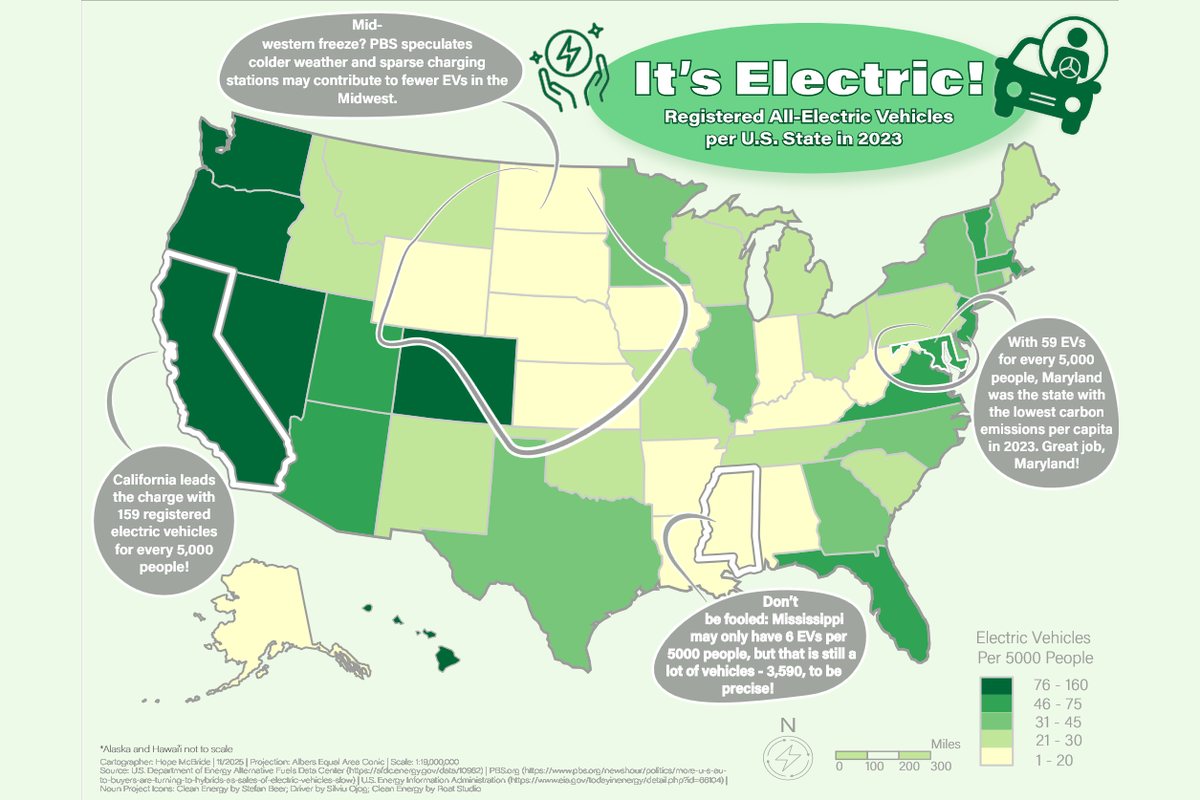 Mid-
western freeze? PBS speculates
colder weather and sparse charging
stations may contribute to fewer EVs in the
Midwest.
It's Electric!
Registered All-Electric Vehicles
per U.S. State in 2023
With 59 EVs
for every 5,000
people, Maryland
was the state with
the lowest carbon
emissions per capita
in 2023. Great job,
Maryland!
California leads
the charge with
159 registered
electric vehicles
for every 5,000
people!
Don't
be fooled: Mississippi
may only have 6 EVs per
5000 people, but that is still a
lot of vehicles - 3,590, to be
precise!
Electric Vehicles
Per 5000 People
76 - 160
46 - 75
31 - 45
21 - 30
1 - 20
N
Miles
0 100 200 300
*Alaska and Hawai'i not to scale
Cartographer: Hope McBride | 11/2025 | Projection: Albers Equal Area Conic | Scale: 1:18,000,000
Source: U.S. Department of Energy Alternative Fuels Data Center (https://afdc.energy.gov/data/10962) | PBS.org (https://www.pbs.org/newshour/politics/more-u-s-au-
to-buyers-are-turning-to-hybrids-as-sales-of-electric-vehicles-slow) | U.S. Energy Information Administration (https://www.eia.gov/todayinenergy/detail.php?id=66104) |
Noun Project Icons: Clean Energy by Stefan Beer; Driver by Silviu Ojog; Clean Energy by Roat Studio